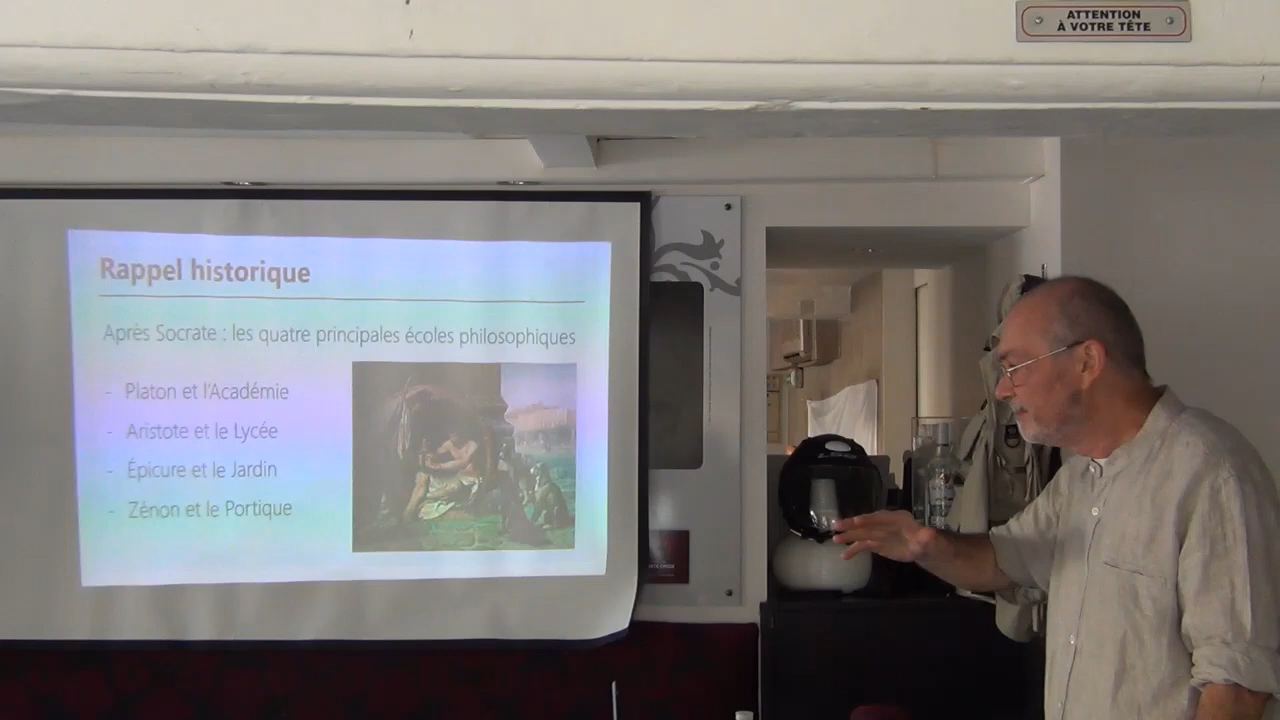 ATTENTION
À VOTRE TÊTE
Rappel historique
Après Socrate : les quatre principales écoles philosophiques
- Platon et l'Académie
- Aristote et le Lycée
- Épicure et le Jardin
- Zénon et le Portique
LS2